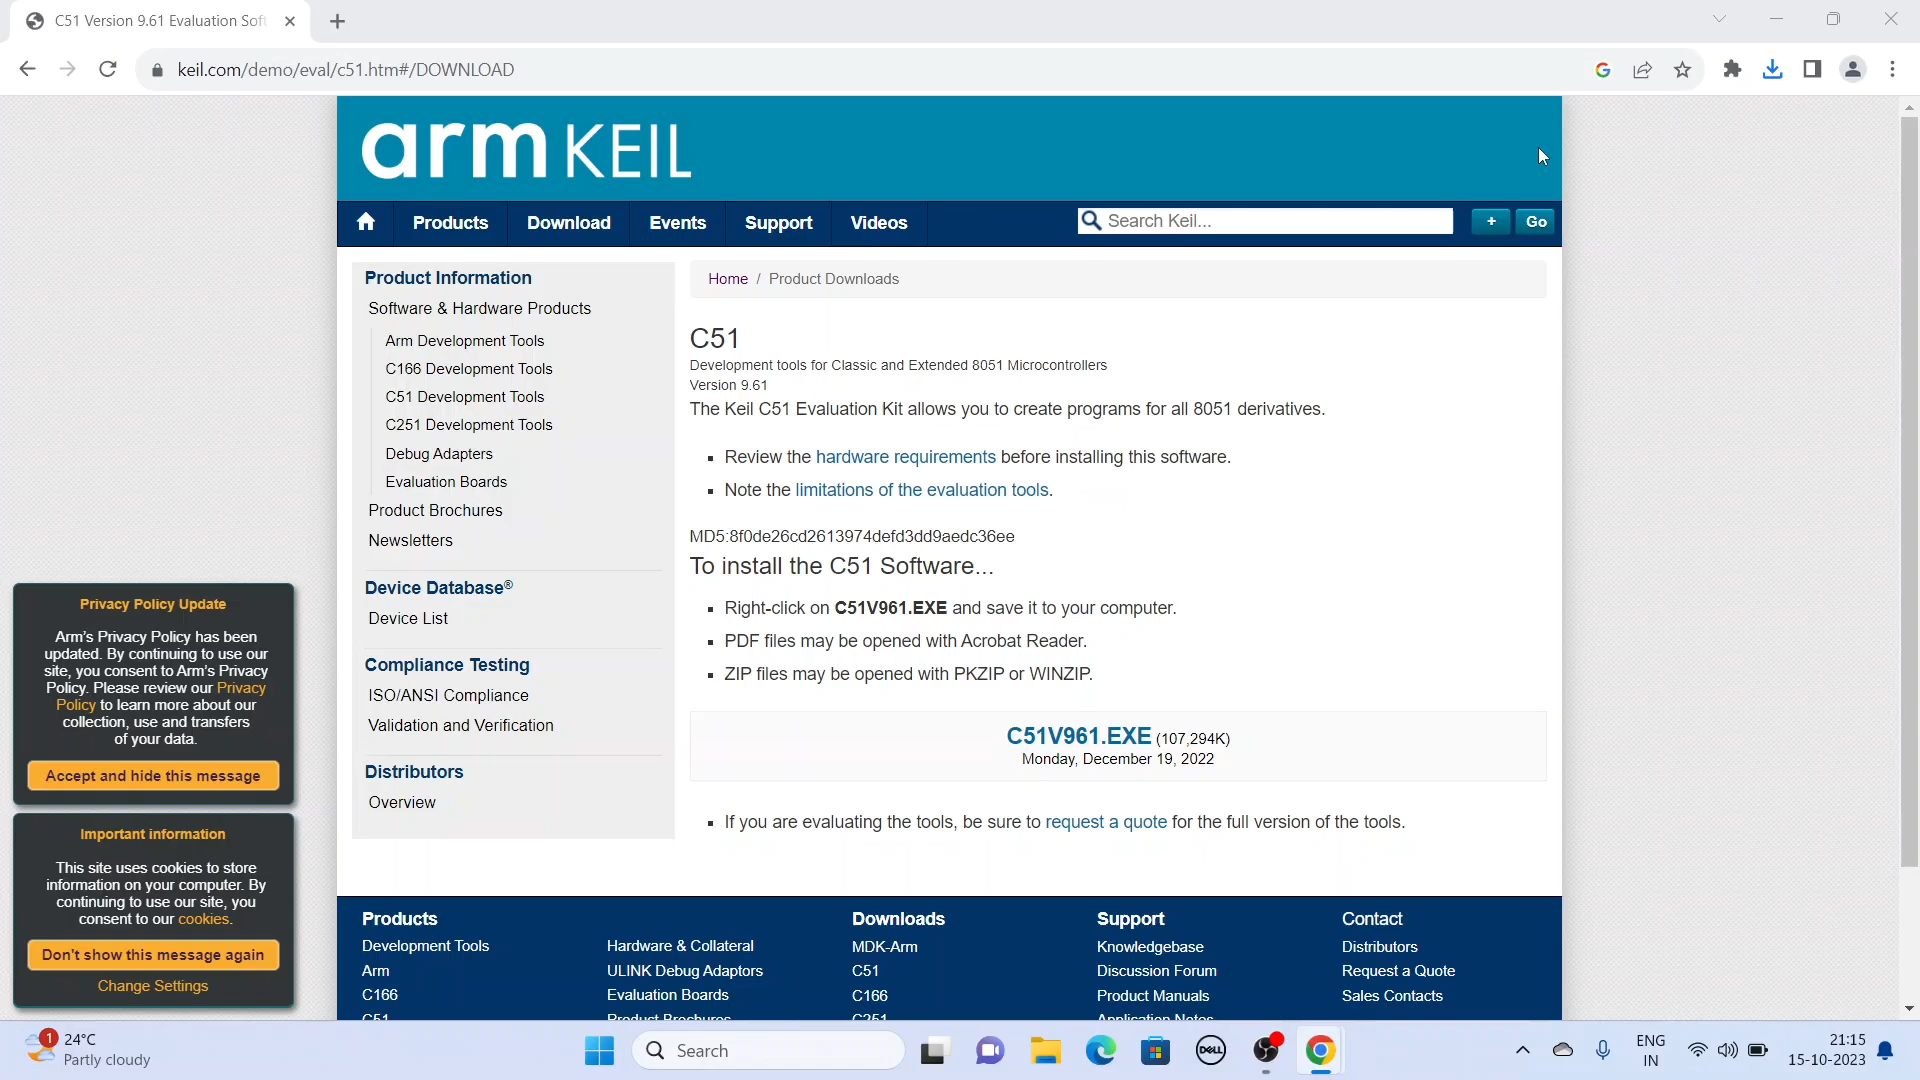 C51 Version 9.61 Evaluation Soft
keil.com/demo/eval/c51.htm#/DOWNLOAD
arm KEIL
Products
Download
Events
Support
Videos
Search Keil...
+
Go
Product Information
Software & Hardware Products
Arm Development Tools
C166 Development Tools
C51 Development Tools
C251 Development Tools
Debug Adapters
Evaluation Boards
Product Brochures
Newsletters
Device Database®
Device List
Compliance Testing
ISO/ANSI Compliance
Validation and Verification
Distributors
Overview
Home / Product Downloads
C51
Development tools for Classic and Extended 8051 Microcontrollers
Version 9.61
The Keil C51 Evaluation Kit allows you to create programs for all 8051 derivatives.
Review the hardware requirements before installing this software.
Note the limitations of the evaluation tools.
MD5:8f0de26cd2613974defd3dd9aedc36ee
To install the C51 Software...
Right-click on C51V961.EXE and save it to your computer.
PDF files may be opened with Acrobat Reader.
ZIP files may be opened with PKZIP or WINZIP.
C51V961.EXE (107,294K)
Monday, December 19, 2022
If you are evaluating the tools, be sure to request a quote for the full version of the tools.
Privacy Policy Update
Arm's Privacy Policy has been
updated. By continuing to use our
site, you consent to Arm's Privacy
Policy. Please review our Privacy
Policy to learn more about our
collection, use and transfers
of your data.
Accept and hide this message
Important information
This site uses cookies to store
information on your computer. By
continuing to use our site, you
consent to our cookies.
Don't show this message again
Change Settings
Products
Development Tools
Arm
C166
C51
Hardware & Collateral
ULINK Debug Adaptors
Evaluation Boards
Product Brochures
Downloads
MDK-Arm
C51
C166
C251
Support
Knowledgebase
Discussion Forum
Product Manuals
Application Notes
Contact
Distributors
Request a Quote
Sales Contacts
1
24°C
Partly cloudy
Search
DELL
ENG
IN
21:15
15-10-2023